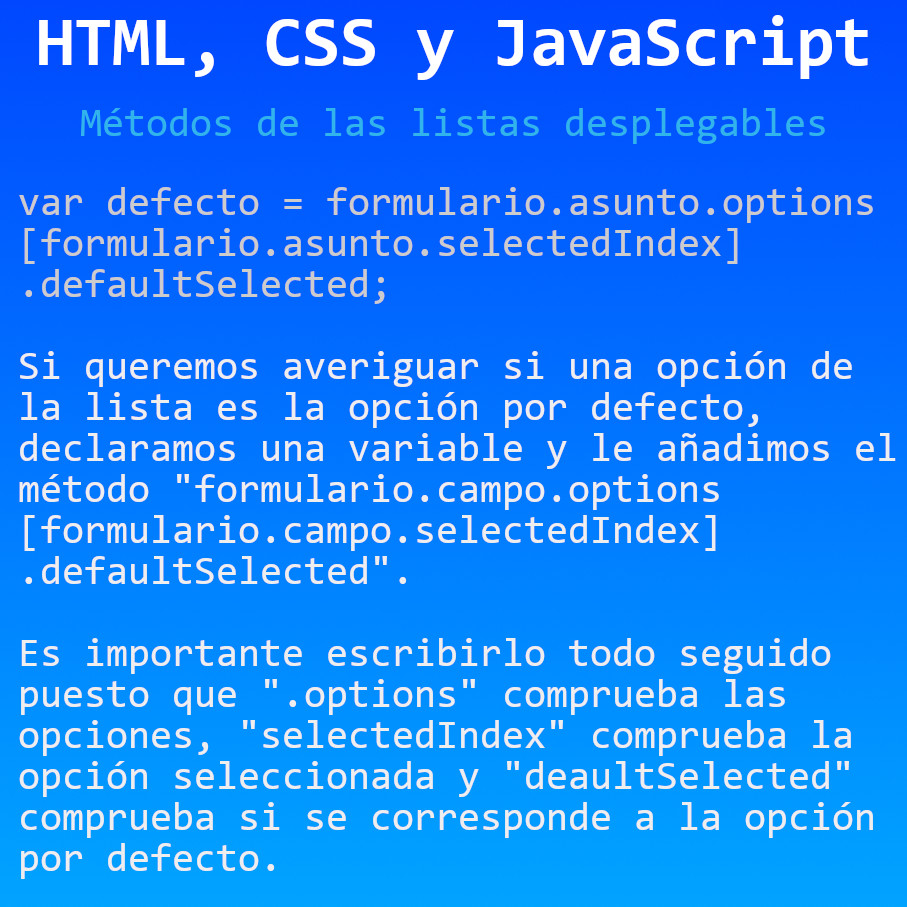 HTML, CSS y JavaScript
Métodos de las listas desplegables
var defecto = formulario.asunto.options
[formulario.asunto.selectedIndex]
.defaultSelected;
Si queremos averiguar si una opción de
la lista es la opción por defecto,
declaramos una variable y le añadimos el
método "formulario.campo.options
[formulario.campo.selectedIndex]
.defaultSelected".
Es importante escribirlo todo seguido
puesto que ".options" comprueba las
opciones, "selectedIndex" comprueba la
opción seleccionada y "deaultSelected"
comprueba si se corresponde a la opción
por defecto.